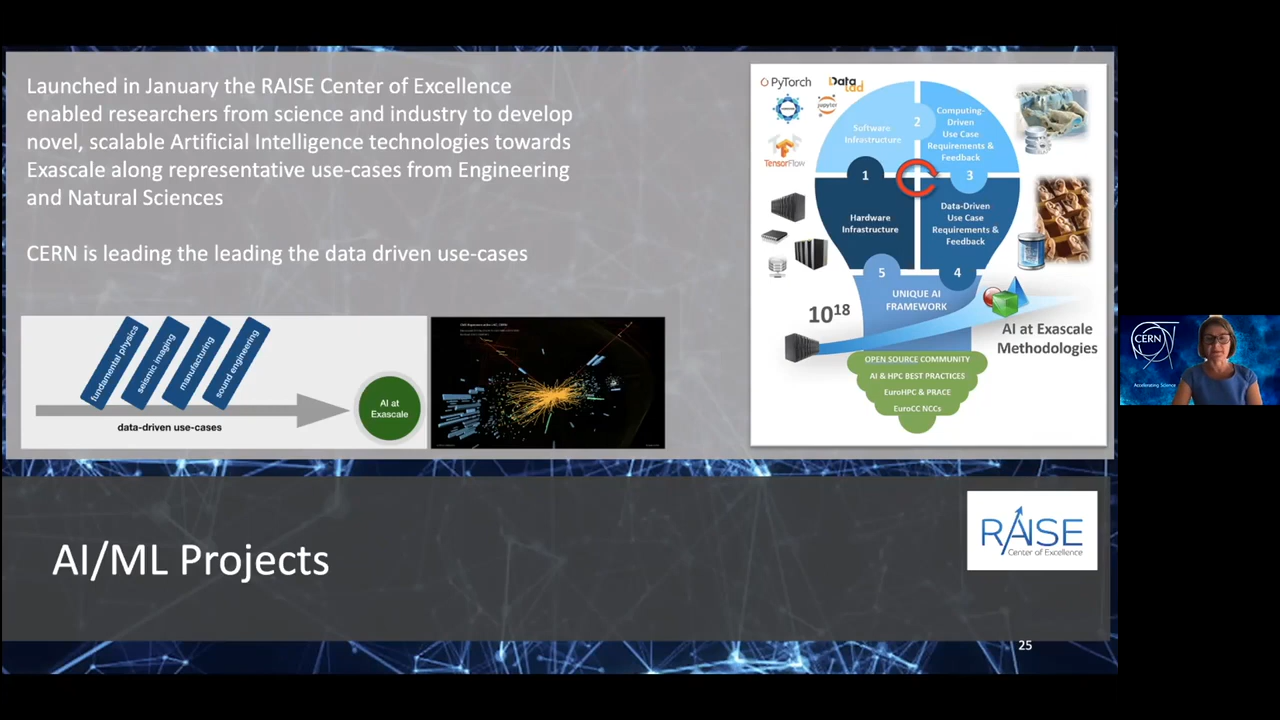 Launched in January the RAISE Center of Excellence
enabled researchers from science and industry to develop
novel, scalable Artificial Intelligence technologies towards
Exascale along representative use-cases from Engineering
and Natural Sciences
CERN is leading the leading the data driven use-cases
fundamental physics
seismic imaging
manufacturing
sound engineering
data-driven use-cases
AI at
Exascale
PyTorch
Data
Lad
jupyter
TensorFlow
Software
Infrastructure
2
Computing-
Driven
Use Case
Requirements &
Feedback
1
3
Hardware
Infrastructure
Data-Driven
Use Case
Requirements &
Feedback
5
4
UNIQUE AI
FRAMEWORK
10^18
AI at Exascale
Methodologies
OPEN SOURCE COMMUNITY
AI & HPC BEST PRACTICES
EuroHPC & PRACE
EuroCC NCCs
CERN
Accelerating Science
AI/ML Projects
RAISE
Center of Excellence
25